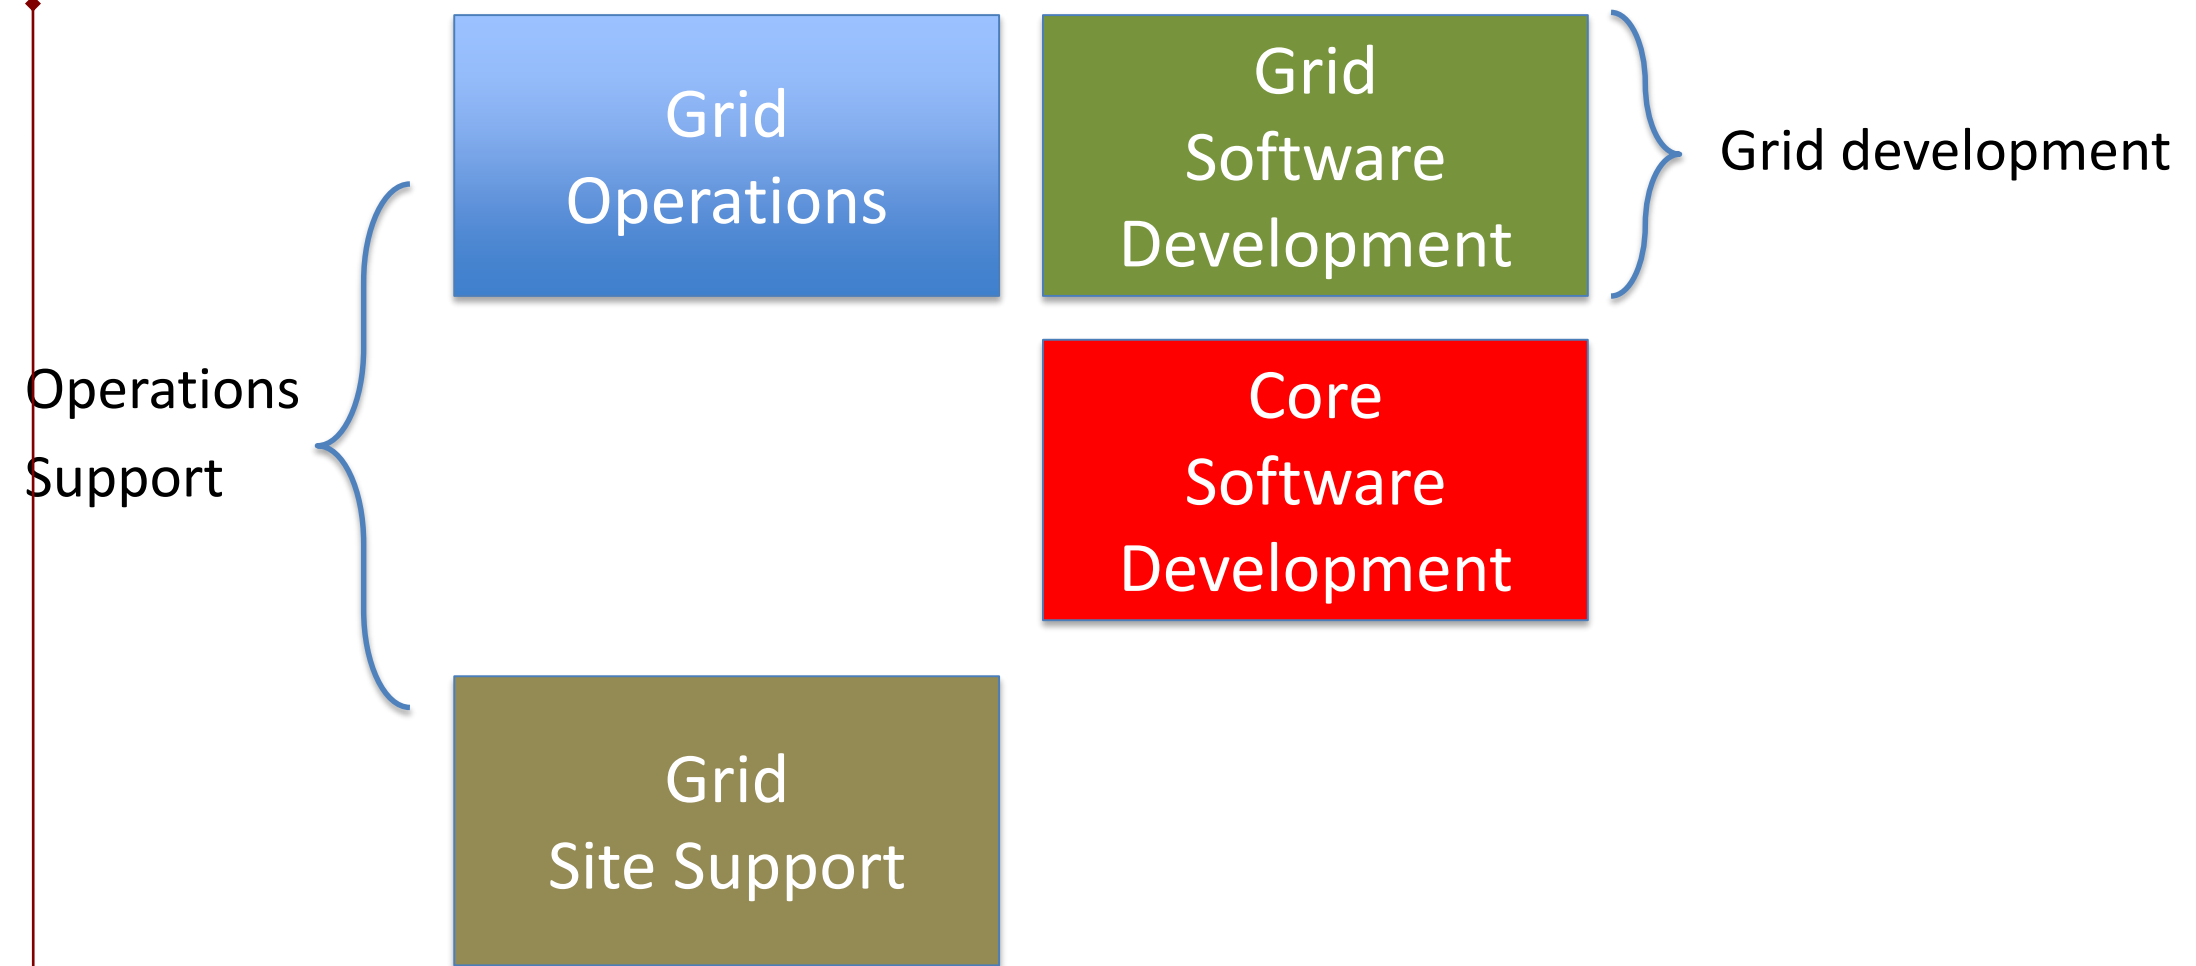 Grid
Operations
Grid
Software
Development
Grid development
Operations
Support
Core
Software
Development
Grid
Site Support